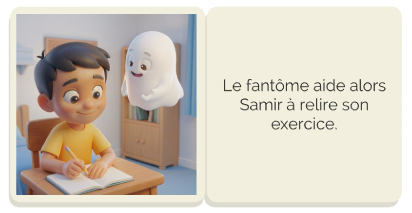 Le fantôme aide alors
Samir à relire son
exercice.